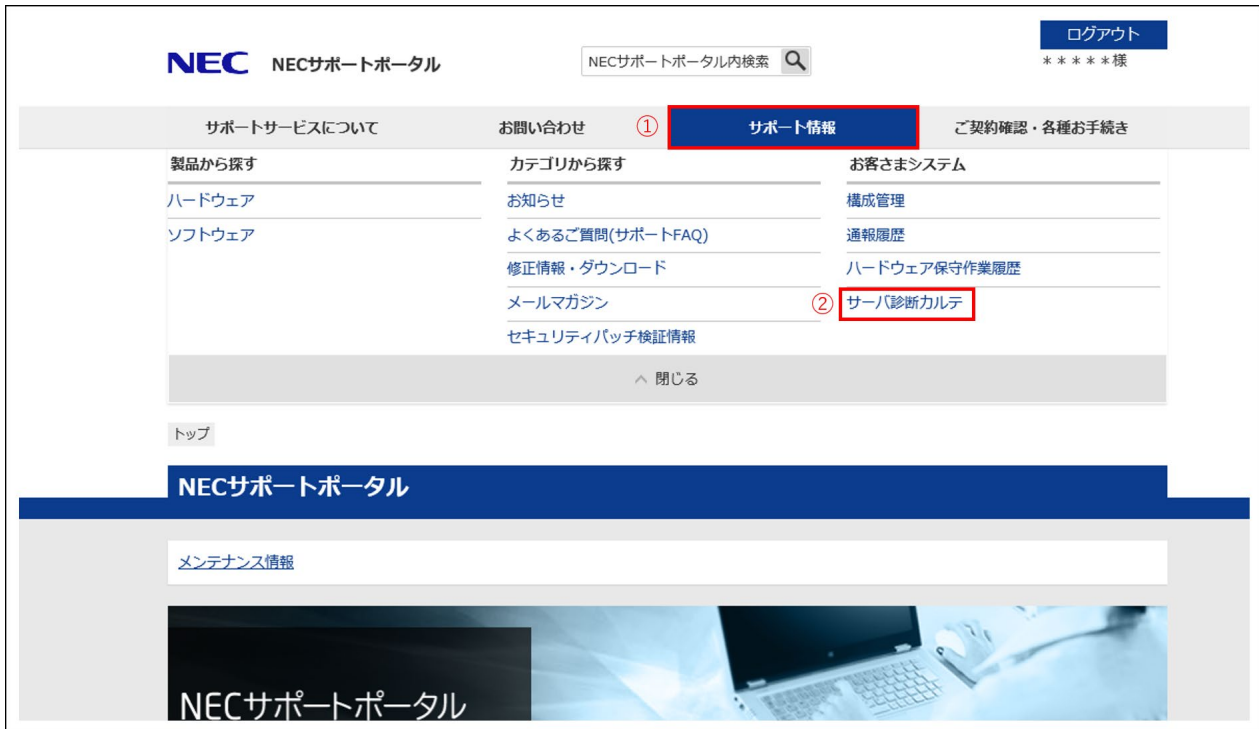 ログアウト
NEC NECサポートポータル
NECサポートポータル内検索
*****様
サポートサービスについて
お問い合わせ
① サポート情報
ご契約確認・各種お手続き
製品から探す
ハードウェア
ソフトウェア
カテゴリから探す
お知らせ
よくあるご質問(サポートFAQ)
修正情報・ダウンロード
メールマガジン
セキュリティパッチ検証情報
お客さまシステム
構成管理
通報履歴
ハードウェア保守作業履歴
② サーバ診断カルテ
閉じる
トップ
NECサポートポータル
メンテナンス情報
NECサポートポータル